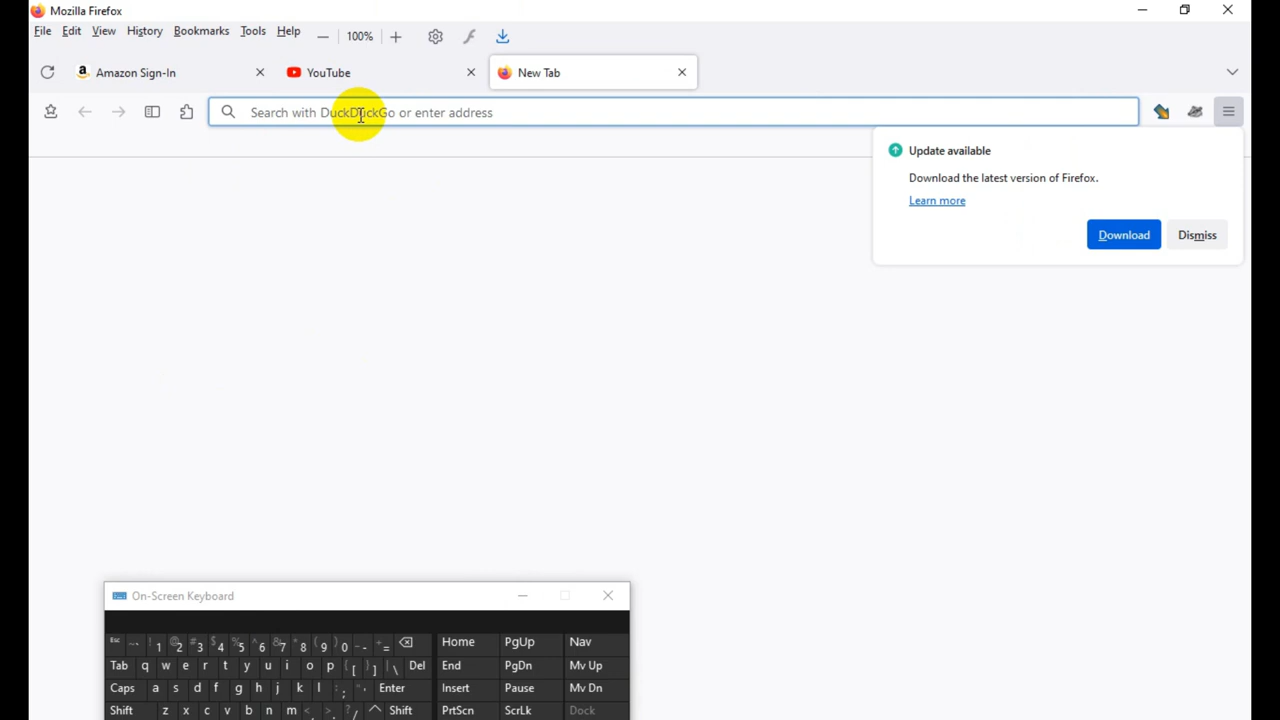 Mozilla Firefox
File Edit View History Bookmarks Tools Help 100%
Amazon Sign-In YouTube New Tab
Search with DuckDuckGo or enter address
Update available
Download the latest version of Firefox.
Learn more
Download Dismiss
On-Screen Keyboard
Esc ~ ` ! 1 @ 2 # 3 $ 4 % 5 ^ 6 & 7 * 8 ( 9 ) 0 _ - + = Home PgUp Nav
Tab q w e r t y u i o p { [ } ] | \ Del End PgDn Mv Up
Caps a s d f g h j k l : ; " ' Enter Insert Pause Mv Dn
Shift z x c v b n m < , > . ? / Shift PrtScn ScrLk Dock